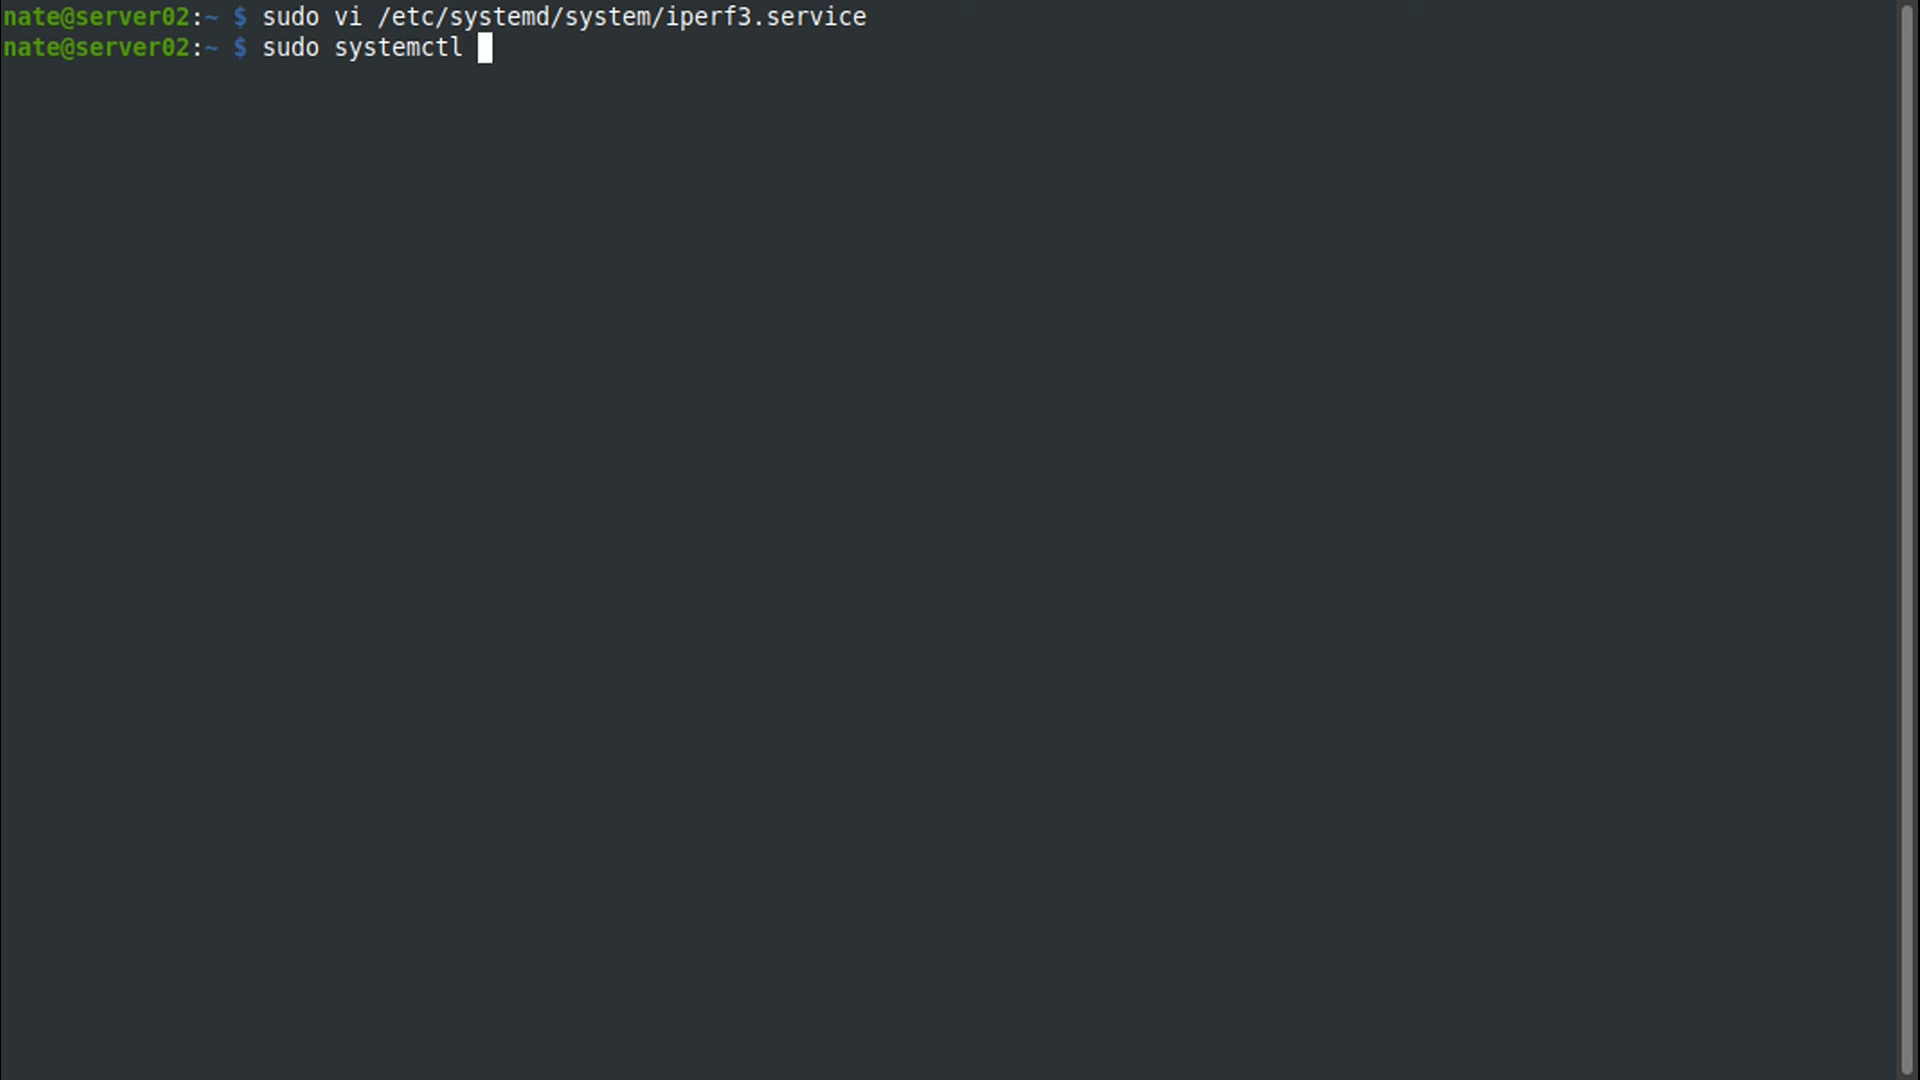 nate@server02:~ $ sudo vi /etc/systemd/system/iperf3.service
nate@server02:~ $ sudo systemctl